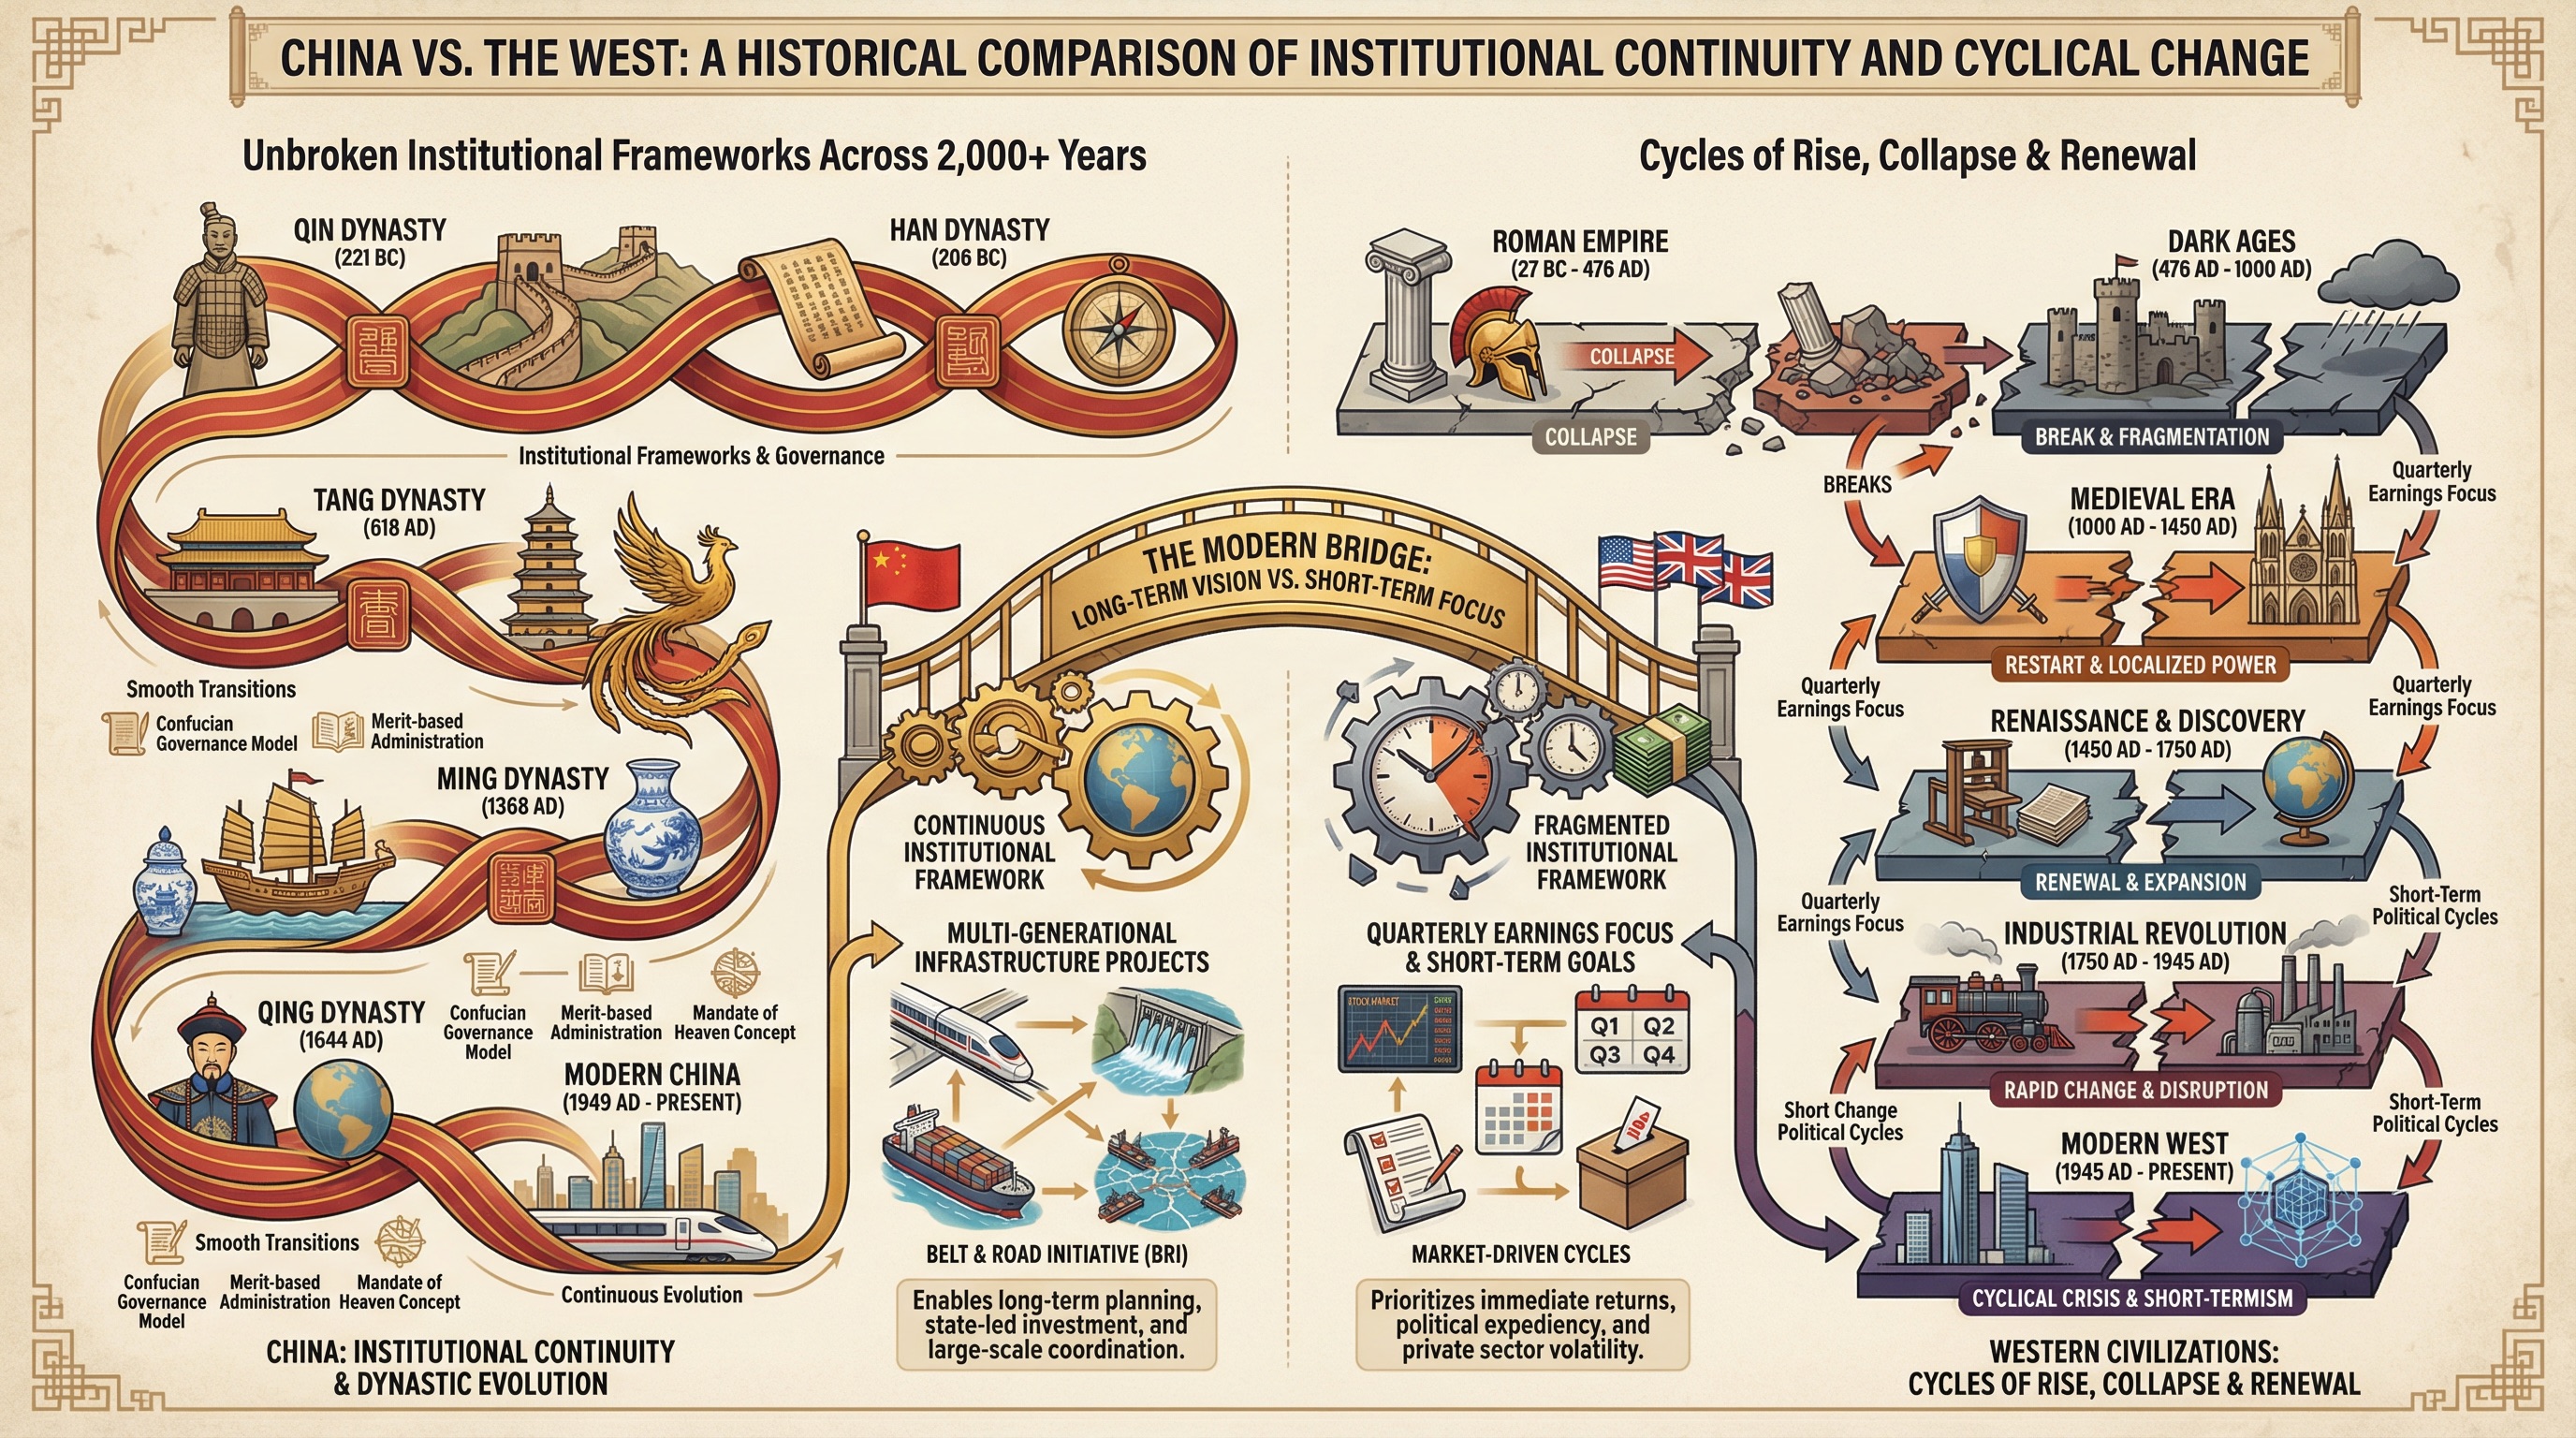 CHINA VS. THE WEST: A HISTORICAL COMPARISON OF INSTITUTIONAL CONTINUITY AND CYCLICAL CHANGE
Unbroken Institutional Frameworks Across 2,000+ Years
QIN DYNASTY
(221 BC)
HAN DYNASTY
(206 BC)
Institutional Frameworks & Governance
TANG DYNASTY
(618 AD)
Smooth Transitions
Confucian
Governance Model
Merit-based
Administration
MING DYNASTY
(1368 AD)
Confucian
Governance
Model
Merit-based
Administration
Mandate of
Heaven Concept
QING DYNASTY
(1644 AD)
MODERN CHINA
(1949 AD - PRESENT)
Smooth Transitions
Confucian
Governance
Model
Merit-based
Administration
Mandate of
Heaven Concept
Continuous Evolution
CHINA: INSTITUTIONAL CONTINUITY
& DYNASTIC EVOLUTION
THE MODERN BRIDGE:
LONG-TERM VISION VS. SHORT-TERM FOCUS
CONTINUOUS
INSTITUTIONAL
FRAMEWORK
MULTI-GENERATIONAL
INFRASTRUCTURE PROJECTS
BELT & ROAD INITIATIVE (BRI)
Enables long-term planning,
state-led investment, and
large-scale coordination.
FRAGMENTED
INSTITUTIONAL
FRAMEWORK
QUARTERLY EARNINGS FOCUS
& SHORT-TERM GOALS
STOCK MARKET
Q1 Q2
Q3 Q4
MARKET-DRIVEN CYCLES
Prioritizes immediate returns,
political expediency, and
private sector volatility.
Cycles of Rise, Collapse & Renewal
ROMAN EMPIRE
(27 BC - 476 AD)
COLLAPSE
COLLAPSE
DARK AGES
(476 AD - 1000 AD)
BREAK & FRAGMENTATION
BREAKS
Quarterly
Earnings Focus
MEDIEVAL ERA
(1000 AD - 1450 AD)
RESTART & LOCALIZED POWER
Quarterly
Earnings Focus
Quarterly
Earnings Focus
RENAISSANCE & DISCOVERY
(1450 AD - 1750 AD)
RENEWAL & EXPANSION
Quarterly
Earnings Focus
Short-Term
Political Cycles
INDUSTRIAL REVOLUTION
(1750 AD - 1945 AD)
RAPID CHANGE & DISRUPTION
Short Change
Political Cycles
Short-Term
Political Cycles
MODERN WEST
(1945 AD - PRESENT)
CYCLICAL CRISIS & SHORT-TERMISM
WESTERN CIVILIZATIONS:
CYCLES OF RISE, COLLAPSE & RENEWAL